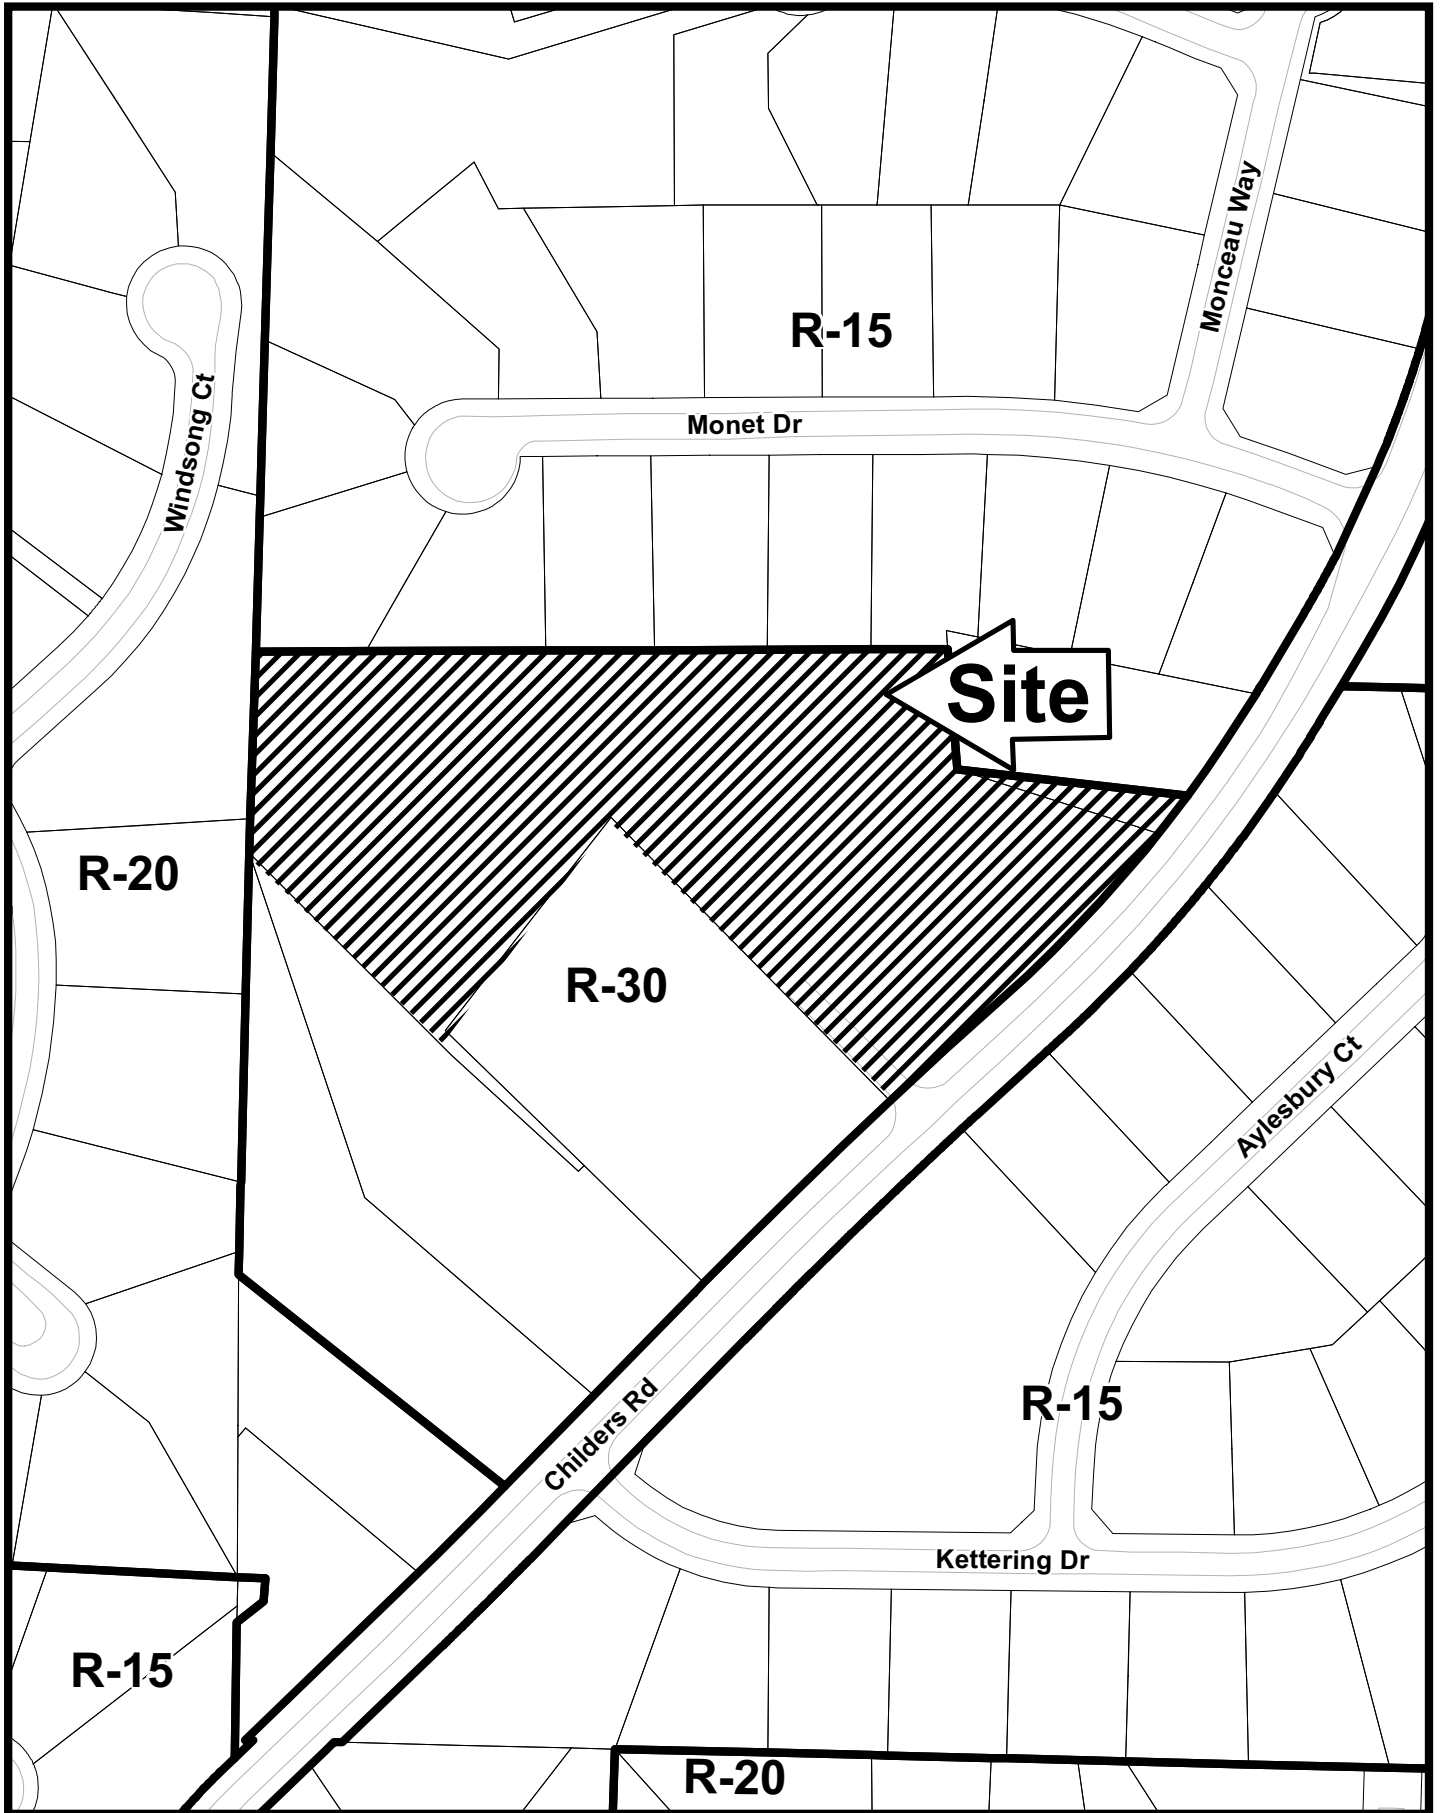 Monceau Way
R-15
Windsong Ct
Monet Dr
Site
R-20
R-30
Aylesbury Ct
R-15
Childers Rd
Kettering Dr
R-15
R-20